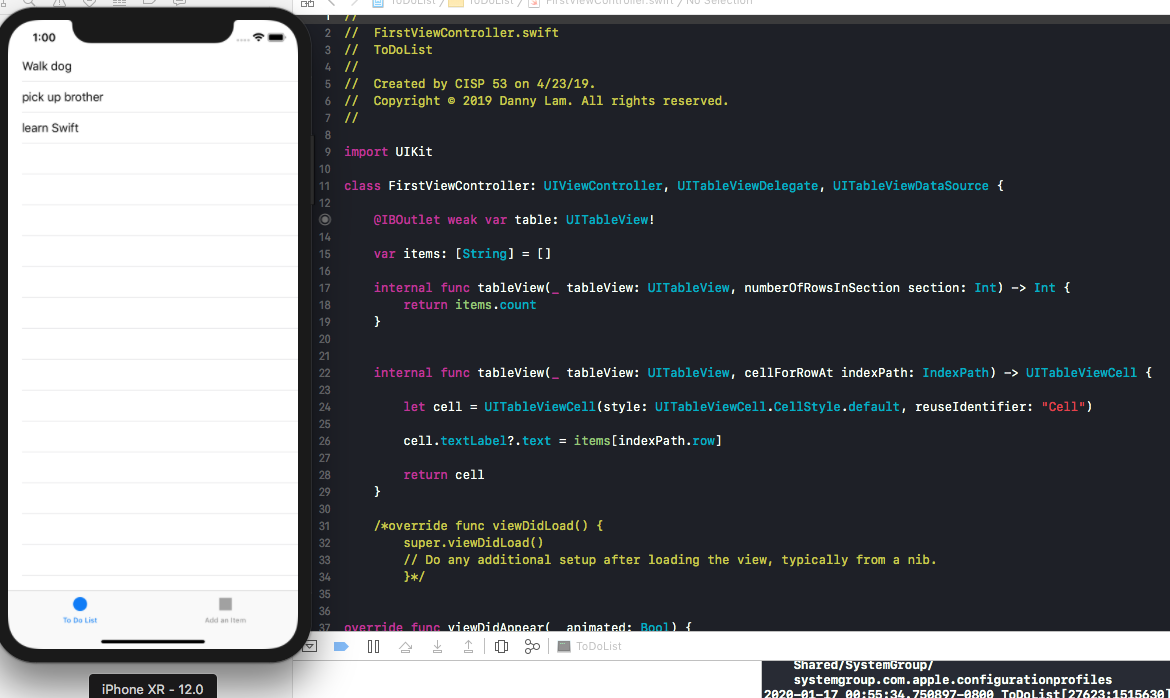 ToDoList ToDoList FirstViewController.swift No Selection
1:00
Walk dog
pick up brother
learn Swift
To Do List
Add an Item
iPhone XR - 12.0
1 //
2 //  FirstViewController.swift
3 //  ToDoList
4 //
5 //  Created by CISP 53 on 4/23/19.
6 //  Copyright © 2019 Danny Lam. All rights reserved.
7 //
8
9 import UIKit
10
11 class FirstViewController: UIViewController, UITableViewDelegate, UITableViewDataSource {
12
@IBOutlet weak var table: UITableView!
14
15 var items: [String] = []
16
17 internal func tableView(_ tableView: UITableView, numberOfRowsInSection section: Int) -> Int {
18 return items.count
19 }
20
21
22 internal func tableView(_ tableView: UITableView, cellForRowAt indexPath: IndexPath) -> UITableViewCell {
23
24 let cell = UITableViewCell(style: UITableViewCell.CellStyle.default, reuseIdentifier: "Cell")
25
26 cell.textLabel?.text = items[indexPath.row]
27
28 return cell
29 }
30
31 /*override func viewDidLoad() {
32 super.viewDidLoad()
33 // Do any additional setup after loading the view, typically from a nib.
34 }*/
35
36
37 override func viewDidAppear(_ animated: Bool) {
ToDoList
Shared/SystemGroup/
systemgroup.com.apple.configurationprofiles
2020-01-17 00:55:34.750897-0800 ToDoList[27623:1515630]